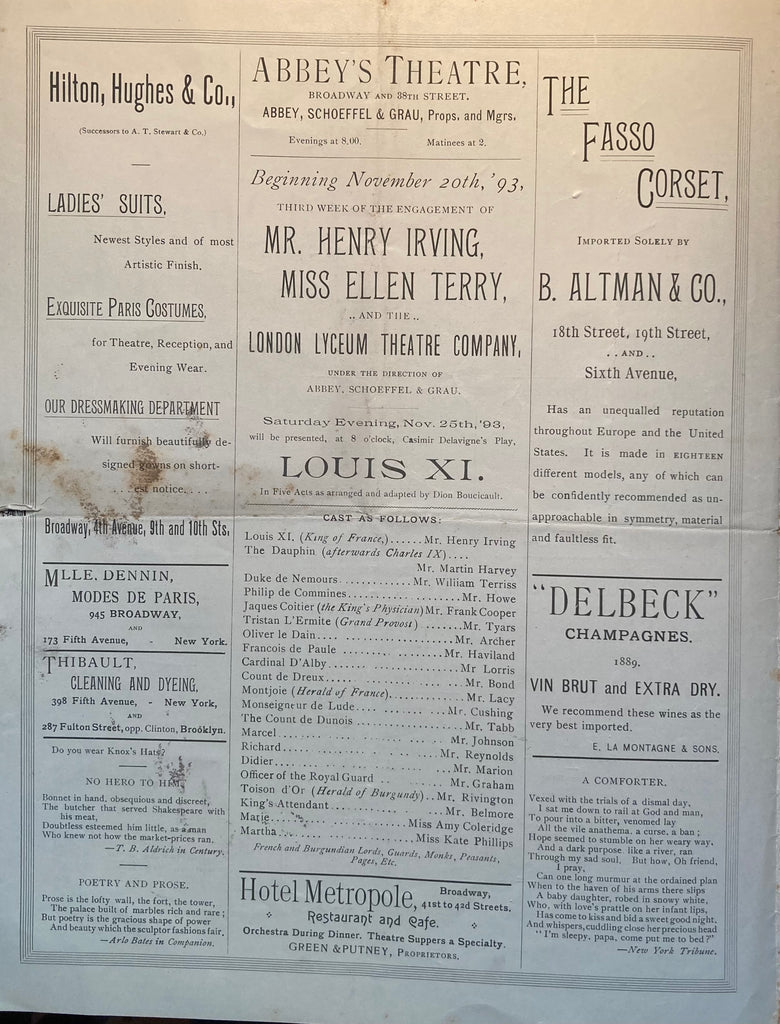 Hilton, Hughes & Co.,
(Successors to A. T. Stewart & Co.)
LADIES' SUITS,
Newest Styles and of most
Artistic Finish.
EXQUISITE PARIS COSTUMES,
for Theatre, Reception, and
Evening Wear.
OUR DRESSMAKING DEPARTMENT
Will furnish beautifully de-
signed gowns on short-
. . . est notice. . . .
Broadway, 4th Avenue, 9th and 10th Sts,
MLLE. DENNIN,
MODES DE PARIS,
945 BROADWAY,
AND
173 Fifth Avenue, - New York.
THIBAULT,
CLEANING AND DYEING,
398 Fifth Avenue, - New York,
AND
287 Fulton Street, opp. Clinton, Brooklyn.
Do you wear Knox's Hats?
NO HERO TO HIM.
Bonnet in hand, obsequious and discreet,
The butcher that served Shakespeare with
his meat,
Doubtless esteemed him little, as a man
Who knew not how the market-prices ran.
—T. B. Aldrich in Century.
POETRY AND PROSE.
Prose is the lofty wall, the fort, the tower,
The palace built of marbles rich and rare;
But poetry is the gracious shape of power
And beauty which the sculptor fashions fair.
—Arlo Bates in Companion.
ABBEY'S THEATRE,
BROADWAY AND 38TH STREET.
ABBEY, SCHOEFFEL & GRAU, Props. and Mgrs.
Evenings at 8.00. Matinees at 2.
Beginning November 20th, '93,
THIRD WEEK OF THE ENGAGEMENT OF
MR. HENRY IRVING,
MISS ELLEN TERRY,
.. AND THE ..
LONDON LYCEUM THEATRE COMPANY,
UNDER THE DIRECTION OF
ABBEY, SCHOEFFEL & GRAU.
Saturday Evening, Nov. 25th, '93,
will be presented, at 8 o'clock, Casimir Delavigne's Play,
LOUIS XI.
In Five Acts as arranged and adapted by Dion Boucicault.
CAST AS FOLLOWS:
Louis XI, (King of France,)......Mr. Henry Irving
The Dauphin (afterwards Charles IX)....
Mr. Martin Harvey
Duke de Nemours............Mr. William Terriss
Philip de Commines................Mr. Howe
Jaques Coitier (the King's Physician) Mr. Frank Cooper
Tristan L'Ermite (Grand Provost) .......Mr. Tyars
Oliver le Dain....................Mr. Archer
Francois de Paule ................Mr. Haviland
Cardinal D'Alby...................Mr Lorris
Count de Dreux....................Mr. Bond
Montjoie (Herald of France)...........Mr. Lacy
Monseigneur de Lude...............Mr. Cushing
The Count de Dunois ...............Mr. Tabb
Marcel............................Mr. Johnson
Richard...........................Mr. Reynolds
Didier............................Mr. Marion
Officer of the Royal Guard ..........Mr. Graham
Toison d'Or (Herald of Burgundy)..Mr. Rivington
King's Attendant..................Mr. Belmore
Marie.......................Miss Amy Coleridge
Martha......................Miss Kate Phillips
French and Burgundian Lords, Guards, Monks, Peasants,
Pages, Etc.
Hotel Metropole, Broadway,
41st to 42d Streets.
Restaurant and Cafe.
Orchestra During Dinner. Theatre Suppers a Specialty.
GREEN & PUTNEY, PROPRIETORS.
THE
FASSO
CORSET,
IMPORTED SOLELY BY
B. ALTMAN & CO.,
18th Street, 19th Street,
. . AND . .
Sixth Avenue,
Has an unequalled reputation
throughout Europe and the United
States. It is made in EIGHTEEN
different models, any of which can
be confidently recommended as un-
approachable in symmetry, material
and faultless fit.
"DELBECK"
CHAMPAGNES.
1889.
VIN BRUT and EXTRA DRY.
We recommend these wines as the
very best imported.
E. LA MONTAGNE & SONS.
A COMFORTER.
Vexed with the trials of a dismal day,
I sat me down to rail at God and man,
To pour into a bitter, venomed lay
All the vile anathema, a curse, a ban;
Hope seemed to stumble on her weary way,
And a dark purpose like a river, ran
Through my sad soul. But how, Oh friend,
I pray,
Can one long murmur at the ordained plan
When to the haven of his arms there slips
A baby daughter, robed in snowy white,
Who, with love's prattle on her infant lips,
Has come to kiss and bid a sweet good night.
And whispers, cuddling close her precious head
"I'm sleepy, papa, come put me to bed?"
—New York Tribune.